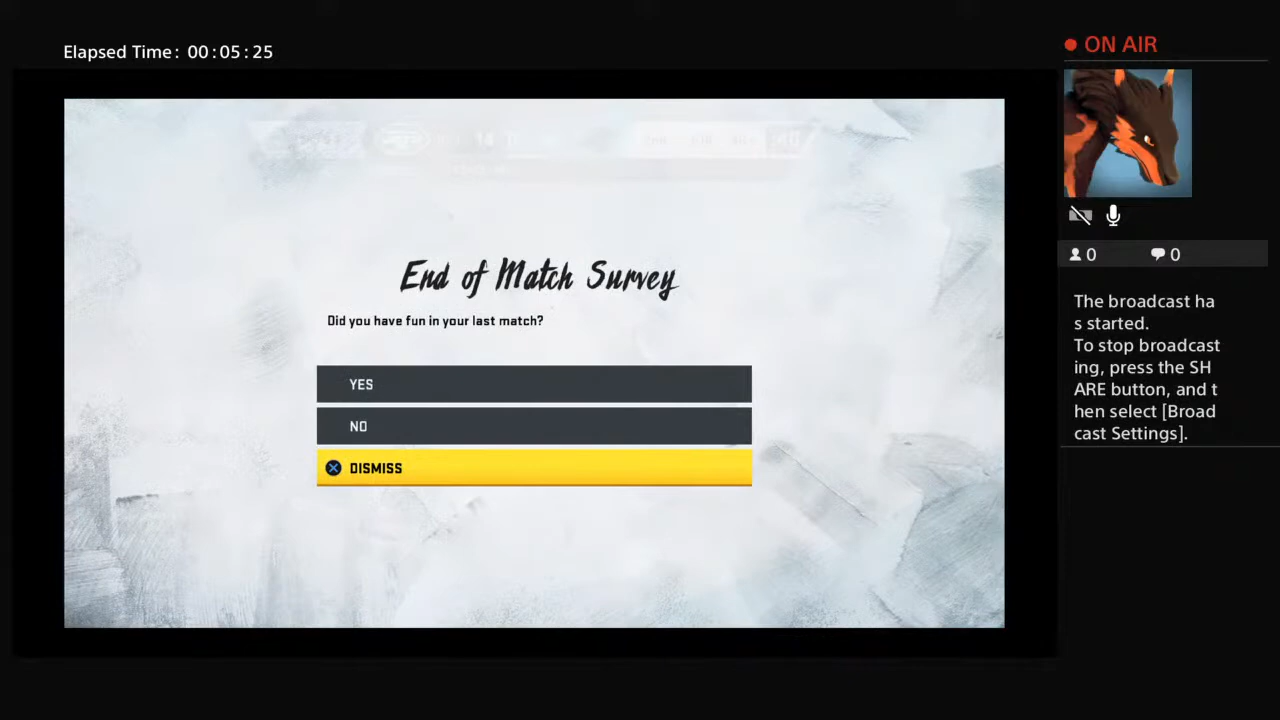 Elapsed Time: 00:05:25
ON AIR
0 0
End of Match Survey
Did you have fun in your last match?
YES
NO
DISMISS
The broadcast ha
s started.
To stop broadcast
ing, press the SH
ARE button, and t
hen select [Broad
cast Settings].